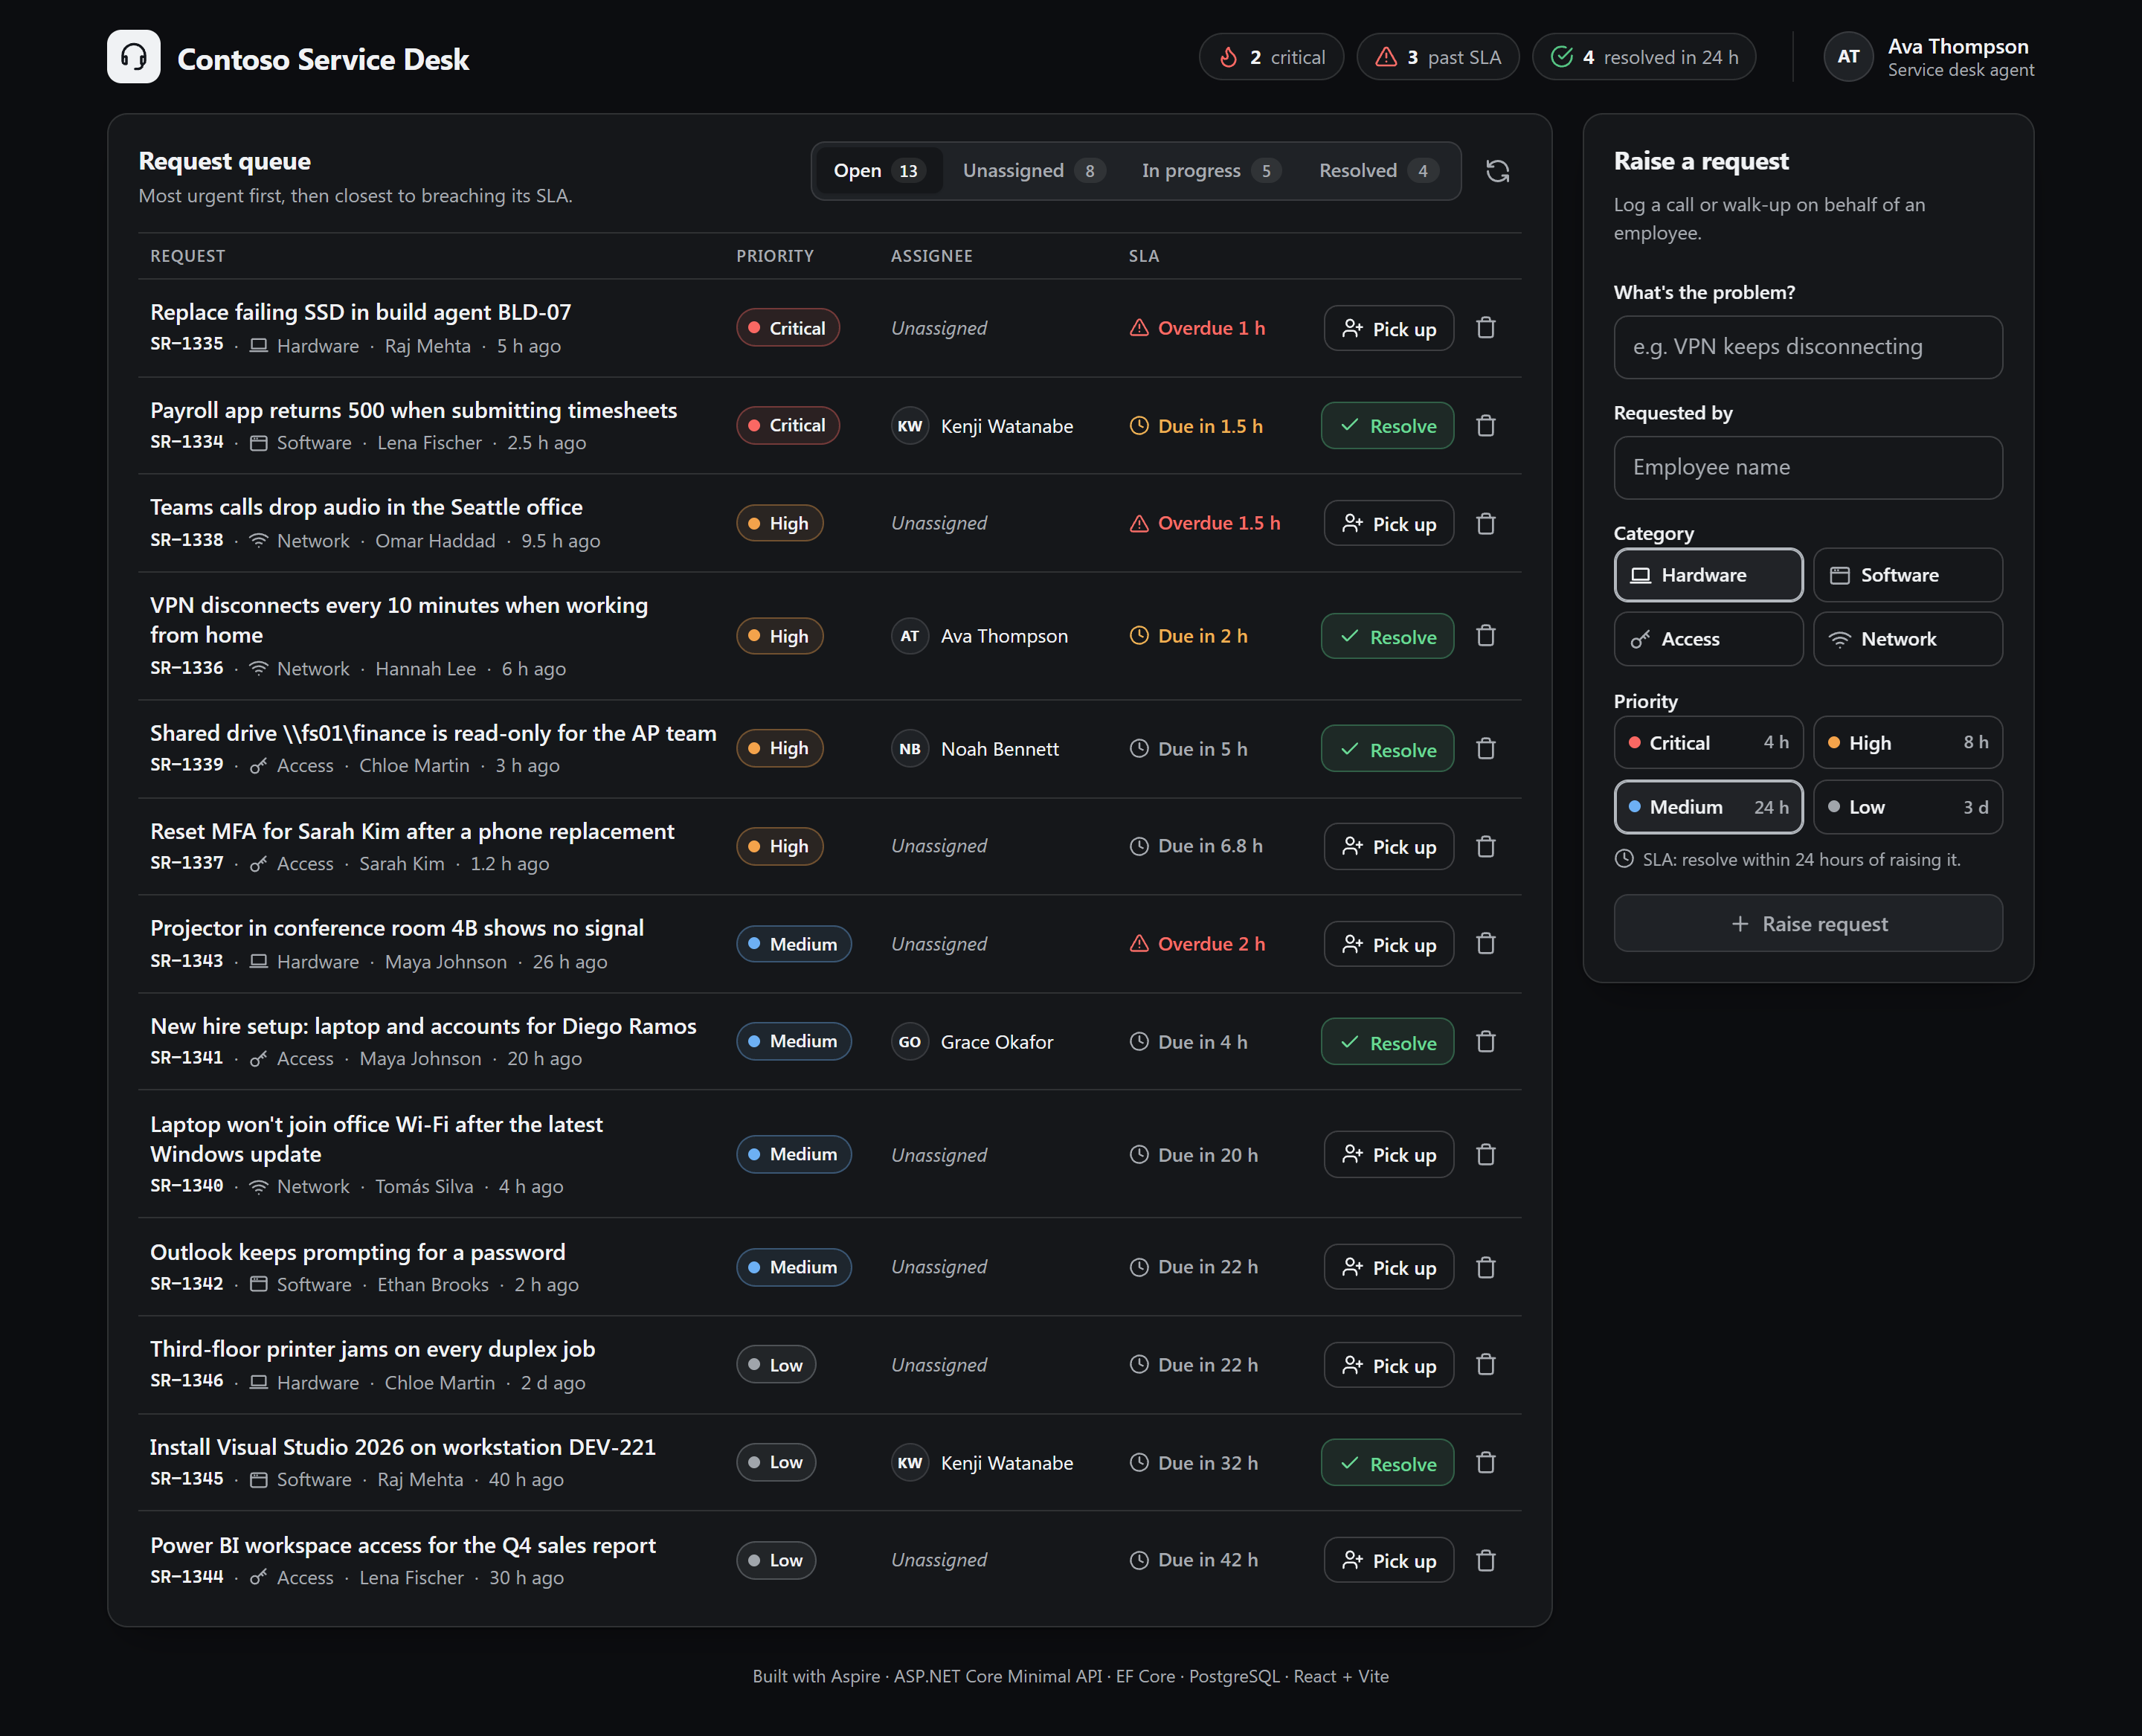 Contoso Service Desk
2 critical
3 past SLA
4 resolved in 24 h
AT
Ava Thompson
Service desk agent
Request queue
Most urgent first, then closest to breaching its SLA.
Open 13
Unassigned 8
In progress 5
Resolved 4
REQUEST PRIORITY ASSIGNEE SLA
Replace failing SSD in build agent BLD-07
SR-1335 · Hardware · Raj Mehta · 5 h ago
Critical
Unassigned
Overdue 1 h
Pick up
Payroll app returns 500 when submitting timesheets
SR-1334 · Software · Lena Fischer · 2.5 h ago
Critical
KW Kenji Watanabe
Due in 1.5 h
Resolve
Teams calls drop audio in the Seattle office
SR-1338 · Network · Omar Haddad · 9.5 h ago
High
Unassigned
Overdue 1.5 h
Pick up
VPN disconnects every 10 minutes when working
from home
SR-1336 · Network · Hannah Lee · 6 h ago
High
AT Ava Thompson
Due in 2 h
Resolve
Shared drive \\fs01\finance is read-only for the AP team
SR-1339 · Access · Chloe Martin · 3 h ago
High
NB Noah Bennett
Due in 5 h
Resolve
Reset MFA for Sarah Kim after a phone replacement
SR-1337 · Access · Sarah Kim · 1.2 h ago
High
Unassigned
Due in 6.8 h
Pick up
Projector in conference room 4B shows no signal
SR-1343 · Hardware · Maya Johnson · 26 h ago
Medium
Unassigned
Overdue 2 h
Pick up
New hire setup: laptop and accounts for Diego Ramos
SR-1341 · Access · Maya Johnson · 20 h ago
Medium
GO Grace Okafor
Due in 4 h
Resolve
Laptop won't join office Wi-Fi after the latest
Windows update
SR-1340 · Network · Tomás Silva · 4 h ago
Medium
Unassigned
Due in 20 h
Pick up
Outlook keeps prompting for a password
SR-1342 · Software · Ethan Brooks · 2 h ago
Medium
Unassigned
Due in 22 h
Pick up
Third-floor printer jams on every duplex job
SR-1346 · Hardware · Chloe Martin · 2 d ago
Low
Unassigned
Due in 22 h
Pick up
Install Visual Studio 2026 on workstation DEV-221
SR-1345 · Software · Raj Mehta · 40 h ago
Low
KW Kenji Watanabe
Due in 32 h
Resolve
Power BI workspace access for the Q4 sales report
SR-1344 · Access · Lena Fischer · 30 h ago
Low
Unassigned
Due in 42 h
Pick up
Raise a request
Log a call or walk-up on behalf of an
employee.
What's the problem?
e.g. VPN keeps disconnecting
Requested by
Employee name
Category
Hardware
Software
Access
Network
Priority
Critical 4 h
High 8 h
Medium 24 h
Low 3 d
SLA: resolve within 24 hours of raising it.
+ Raise request
Built with Aspire · ASP.NET Core Minimal API · EF Core · PostgreSQL · React + Vite